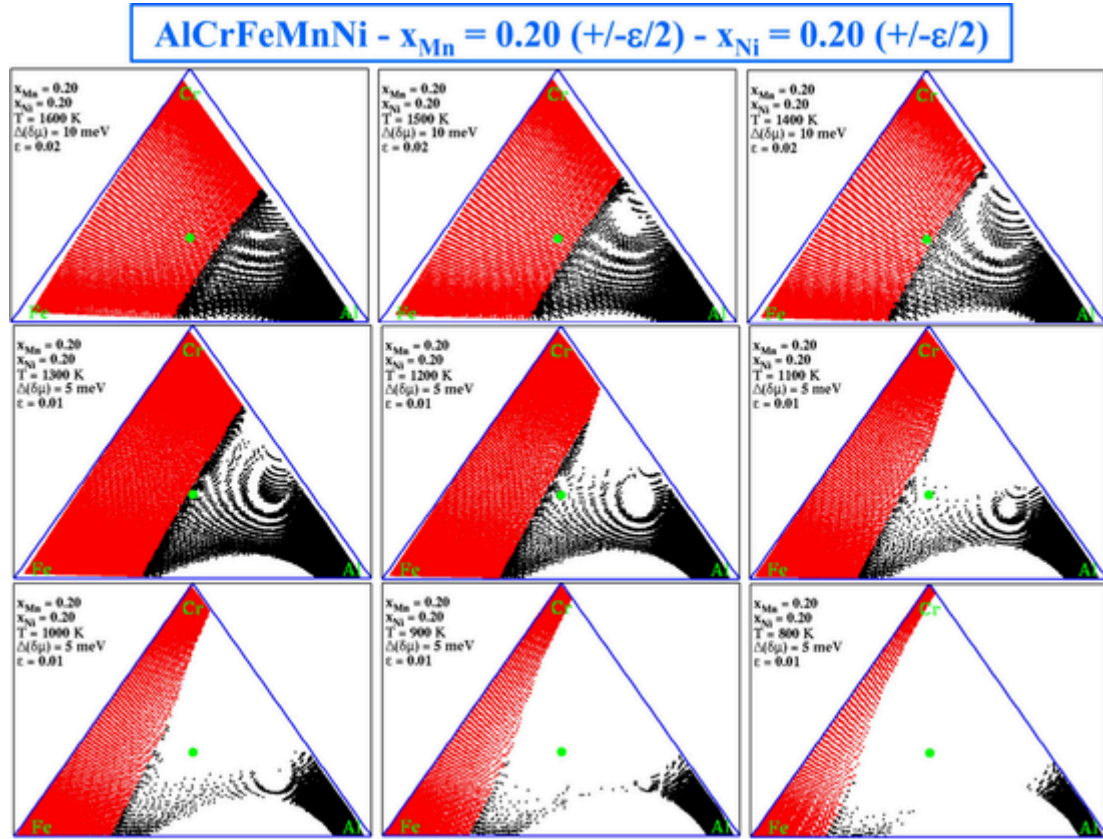 AlCrFeMnNi - xMn = 0.20 (+/-ε/2) - xNi = 0.20 (+/-ε/2)
xMn = 0.20
xNi = 0.20
T = 1600 K
Δ(δμ) = 10 meV
ε = 0.02
Cr
Fe
Al
xMn = 0.20
xNi = 0.20
T = 1500 K
Δ(δμ) = 10 meV
ε = 0.02
Cr
Fe
Al
xMn = 0.20
xNi = 0.20
T = 1400 K
Δ(δμ) = 10 meV
ε = 0.02
Cr
Fe
Al
xMn = 0.20
xNi = 0.20
T = 1300 K
Δ(δμ) = 5 meV
ε = 0.01
Cr
Fe
Al
xMn = 0.20
xNi = 0.20
T = 1200 K
Δ(δμ) = 5 meV
ε = 0.01
Cr
Fe
Al
xMn = 0.20
xNi = 0.20
T = 1100 K
Δ(δμ) = 5 meV
ε = 0.01
Cr
Fe
Al
xMn = 0.20
xNi = 0.20
T = 1000 K
Δ(δμ) = 5 meV
ε = 0.01
Cr
Fe
Al
xMn = 0.20
xNi = 0.20
T = 900 K
Δ(δμ) = 5 meV
ε = 0.01
Cr
Fe
Al
xMn = 0.20
xNi = 0.20
T = 800 K
Δ(δμ) = 5 meV
ε = 0.01
Cr
Fe
Al